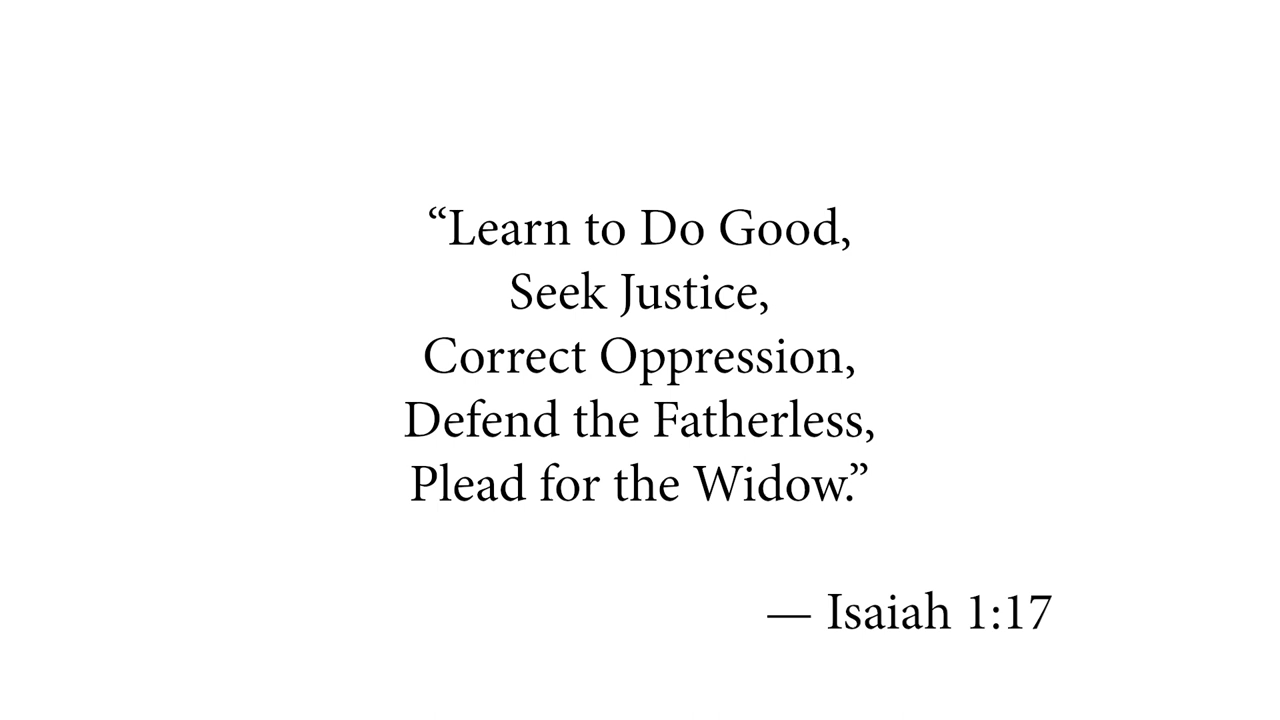 “Learn to Do Good,
Seek Justice,
Correct Oppression,
Defend the Fatherless,
Plead for the Widow.”
— Isaiah 1:17